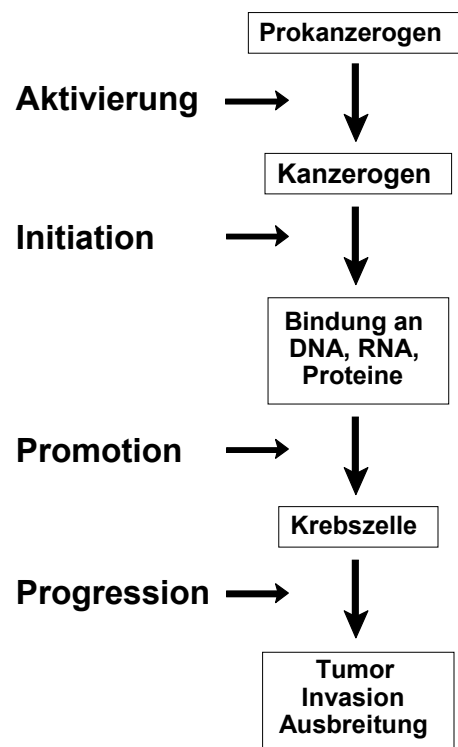 Prokanzerogen
Aktivierung
Kanzerogen
Initiation
Bindung an
DNA, RNA,
Proteine
Promotion
Krebszelle
Progression
Tumor
Invasion
Ausbreitung